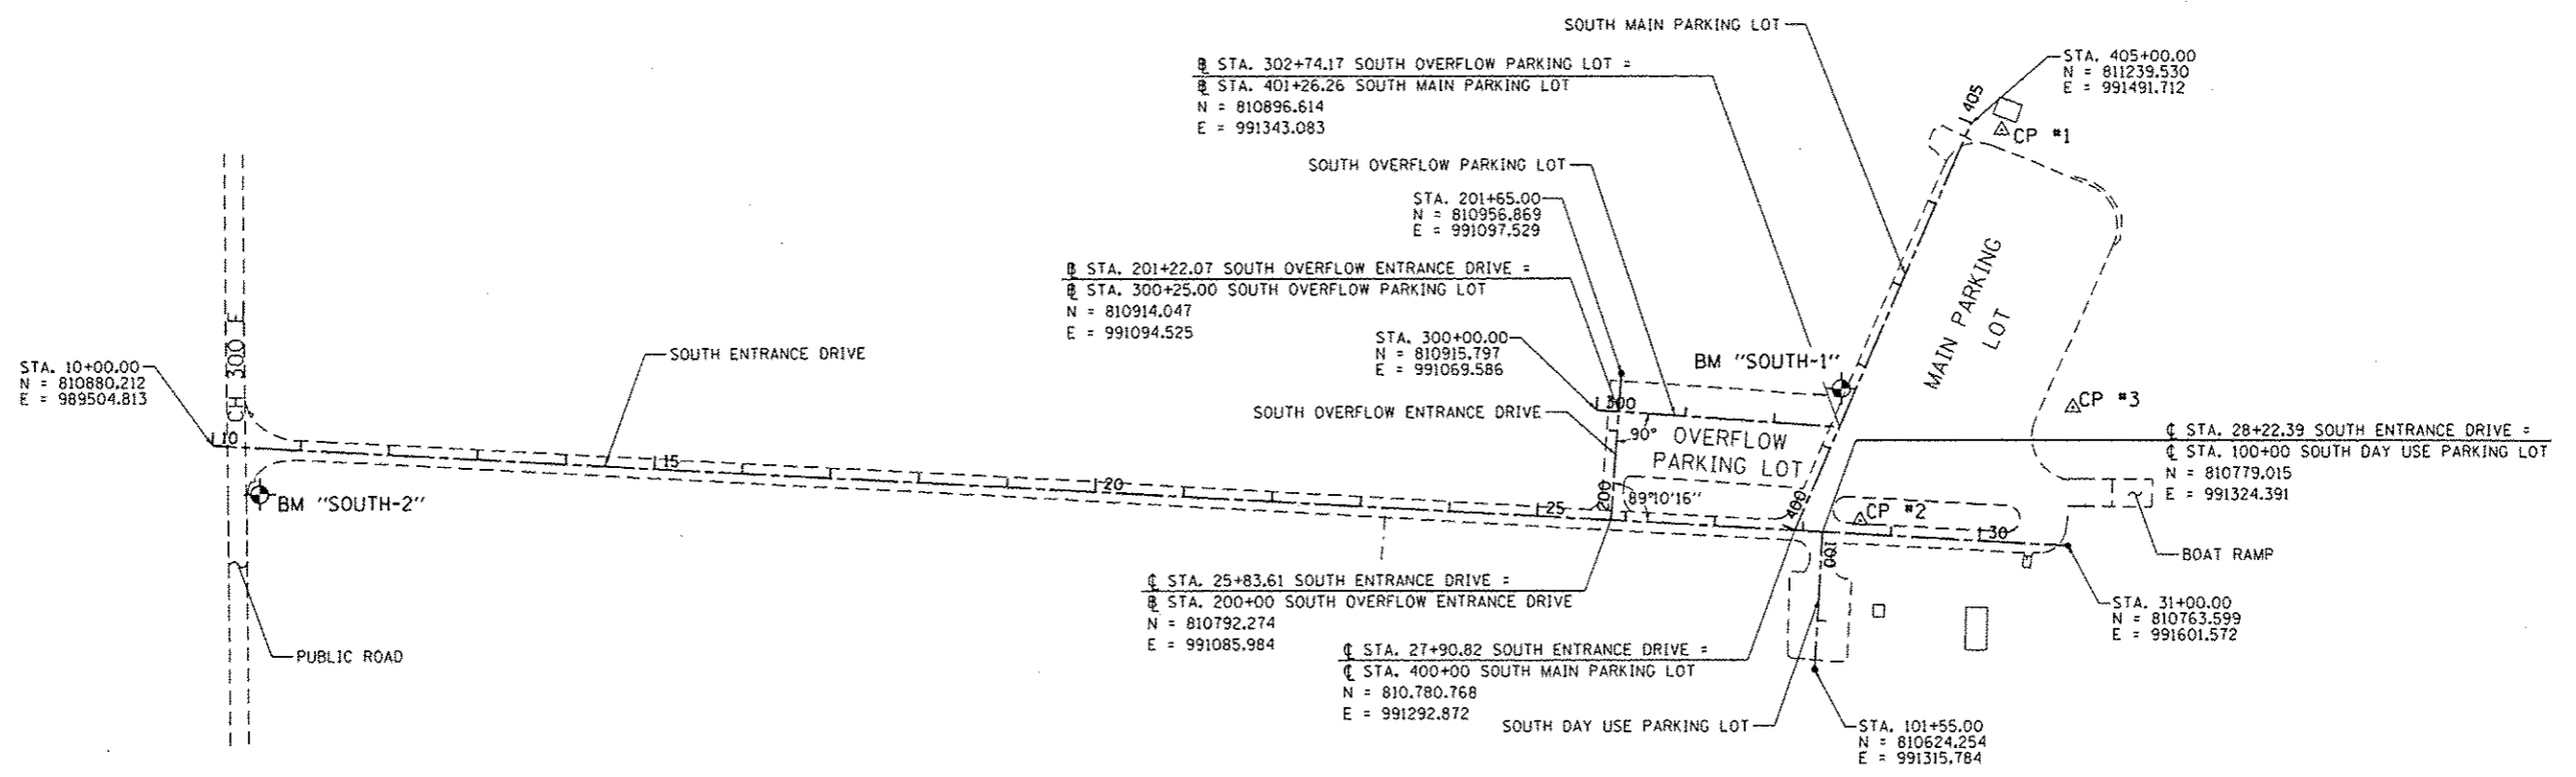 SOUTH MAIN PARKING LOT
STA. 405+00.00
N = 811239.530
E = 991491.712
℄ STA. 302+74.17 SOUTH OVERFLOW PARKING LOT =
℄ STA. 401+26.26 SOUTH MAIN PARKING LOT
N = 810896.614
E = 991343.083
405
CP #1
SOUTH OVERFLOW PARKING LOT
STA. 201+65.00
N = 810956.869
E = 991097.529
℄ STA. 201+22.07 SOUTH OVERFLOW ENTRANCE DRIVE =
℄ STA. 300+25.00 SOUTH OVERFLOW PARKING LOT
N = 810914.047
E = 991094.525
MAIN PARKING
LOT
CH 300 E
STA. 10+00.00
N = 810880.212
E = 989504.813
SOUTH ENTRANCE DRIVE
STA. 300+00.00
N = 810915.797
E = 991069.586
BM "SOUTH-1"
300
CP #3
SOUTH OVERFLOW ENTRANCE DRIVE
90°
OVERFLOW
PARKING LOT
℄ STA. 28+22.39 SOUTH ENTRANCE DRIVE =
℄ STA. 100+00 SOUTH DAY USE PARKING LOT
N = 810779.015
E = 991324.391
10
15
20
25
200
89°10'16"
400
CP #2
30
100
BM "SOUTH-2"
BOAT RAMP
℄ STA. 25+83.61 SOUTH ENTRANCE DRIVE =
℄ STA. 200+00 SOUTH OVERFLOW ENTRANCE DRIVE
N = 810792.274
E = 991085.984
STA. 31+00.00
N = 810763.599
E = 991601.572
PUBLIC ROAD
℄ STA. 27+90.82 SOUTH ENTRANCE DRIVE =
℄ STA. 400+00 SOUTH MAIN PARKING LOT
N = 810.780.768
E = 991292.872
SOUTH DAY USE PARKING LOT
STA. 101+55.00
N = 810624.254
E = 991315.784